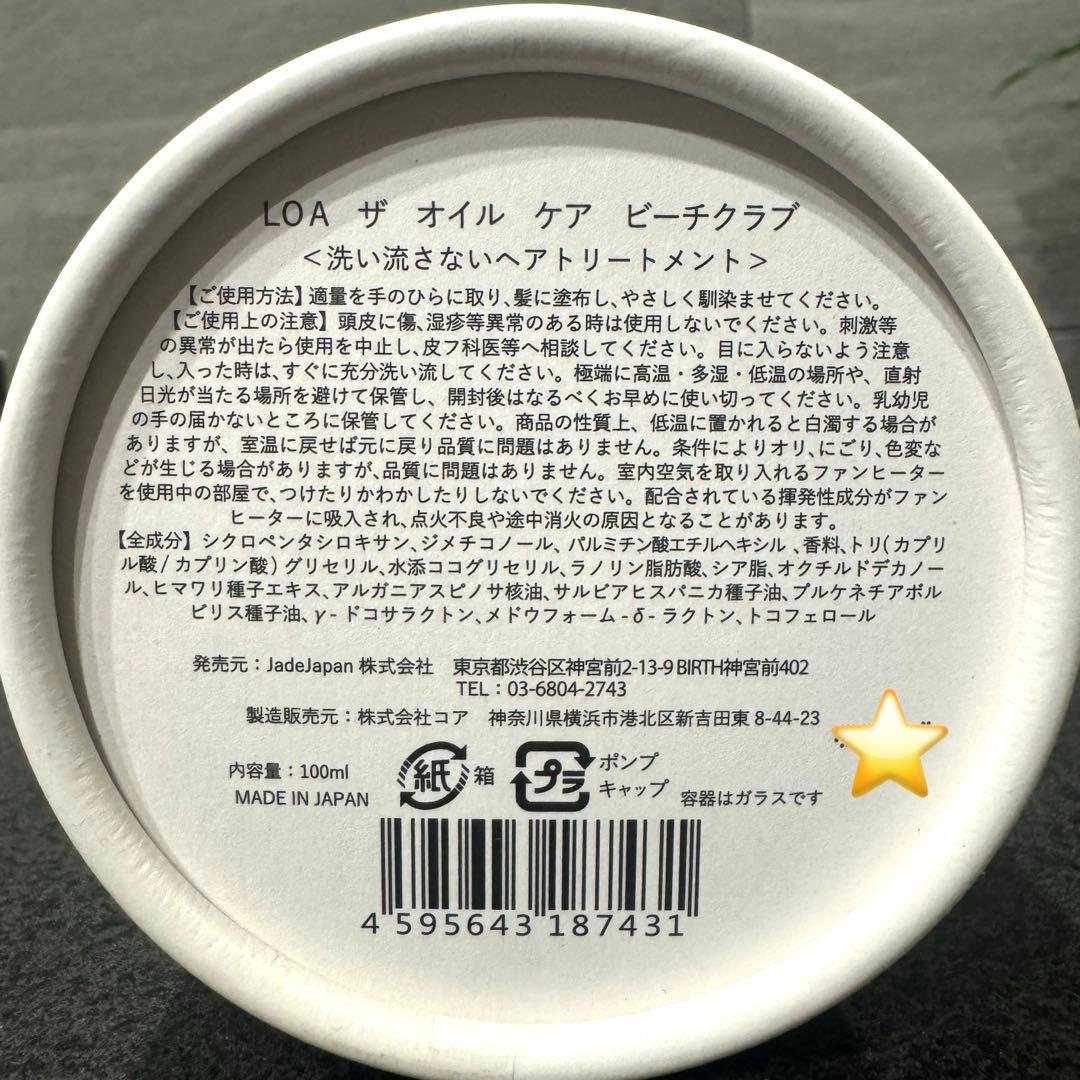 LOA ザ オイル ケア ビーチクラブ
＜洗い流さないヘアトリートメント＞
【ご使用方法】適量を手のひらに取り、髪に塗布し、やさしく馴染ませてください。
【ご使用上の注意】頭皮に傷、湿疹等異常のある時は使用しないでください。刺激等
の異常が出たら使用を中止し、皮フ科医等へ相談してください。目に入らないよう注意
し、入った時は、すぐに充分洗い流してください。極端に高温・多湿・低温の場所や、直射
日光が当たる場所を避けて保管し、開封後はなるべくお早めに使い切ってください。乳幼児
の手の届かないところに保管してください。商品の性質上、低温に置かれると白濁する場合が
ありますが、室温に戻せば元に戻り品質に問題はありません。条件によりオリ、にごり、色変な
どが生じる場合がありますが、品質に問題はありません。室内空気を取り入れるファンヒーター
を使用中の部屋で、つけたりかわかしたりしないでください。配合されている揮発性成分がファン
ヒーターに吸入され、点火不良や途中消火の原因となることがあります。
【全成分】シクロペンタシロキサン、ジメチコノール、パルミチン酸エチルヘキシル、香料、トリ(カプリ
ル酸/カプリン酸)グリセリル、水添ココグリセリル、ラノリン脂肪酸、シア脂、オクチルドデカノー
ル、ヒマワリ種子エキス、アルガニアスピノサ核油、サルビアヒスパニカ種子油、プルケネチアボル
ビリス種子油、γ-ドコサラクトン、メドウフォーム-δ-ラクトン、トコフェロール
発売元：JadeJapan 株式会社 東京都渋谷区神宮前2-13-9 BIRTH神宮前402
TEL：03-6804-2743
製造販売元：株式会社コア 神奈川県横浜市港北区新吉田東 8-44-23
内容量：100ml 紙 箱 プラ ポンプ
MADE IN JAPAN キャップ 容器はガラスです
4 595643 187431